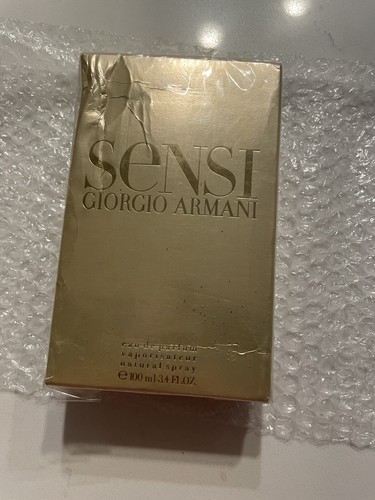 SeNSI
GIORGIO ARMANI
eau de parfum
vaporisateur
natural spray
℮ 100 ml 3.4 FL.OZ.